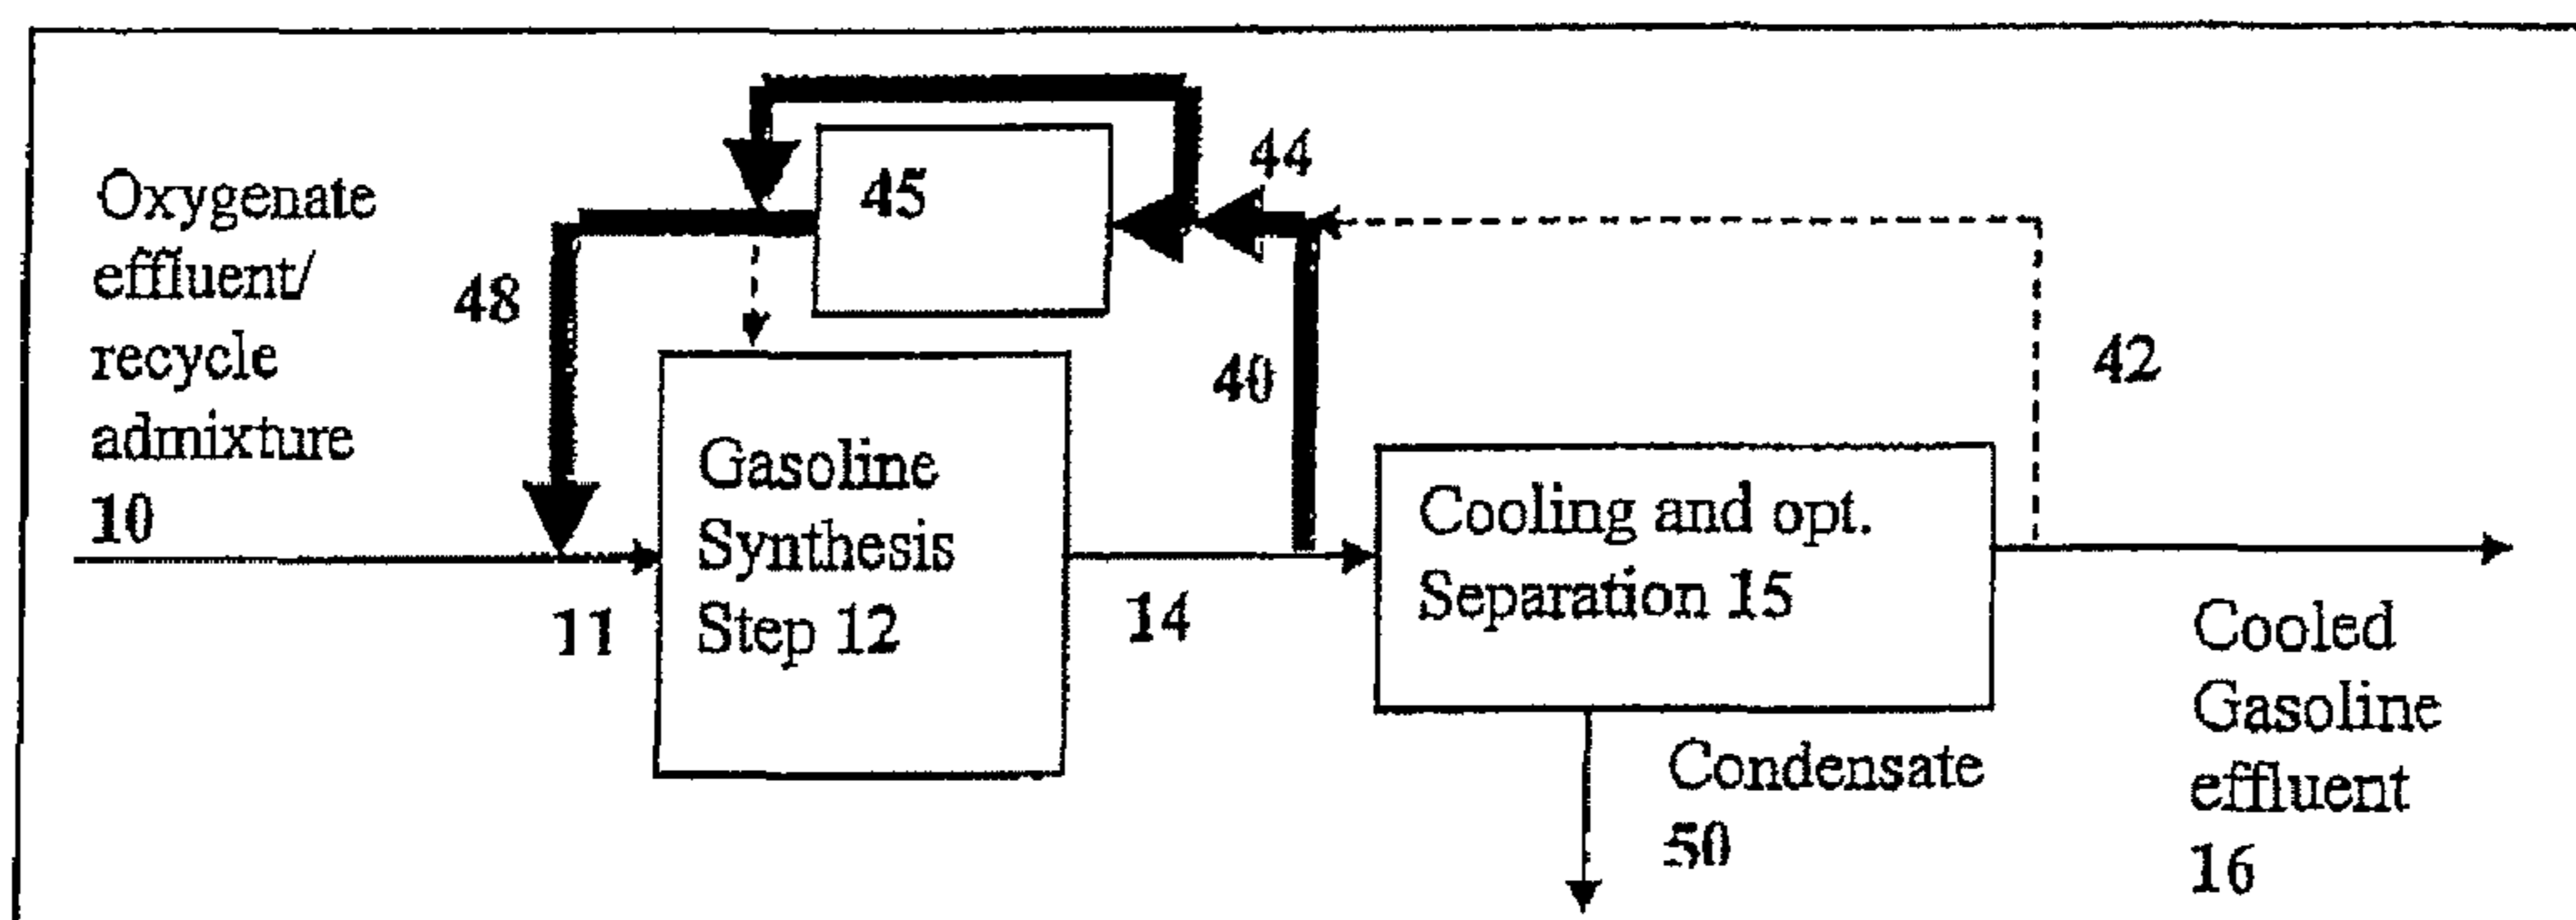 Oxygenate
effluent/
recycle
admixture
10
48
45
44
40
42
11
Gasoline
Synthesis
Step 12
14
Cooling and opt.
Separation 15
Condensate
50
Cooled
Gasoline
effluent
16